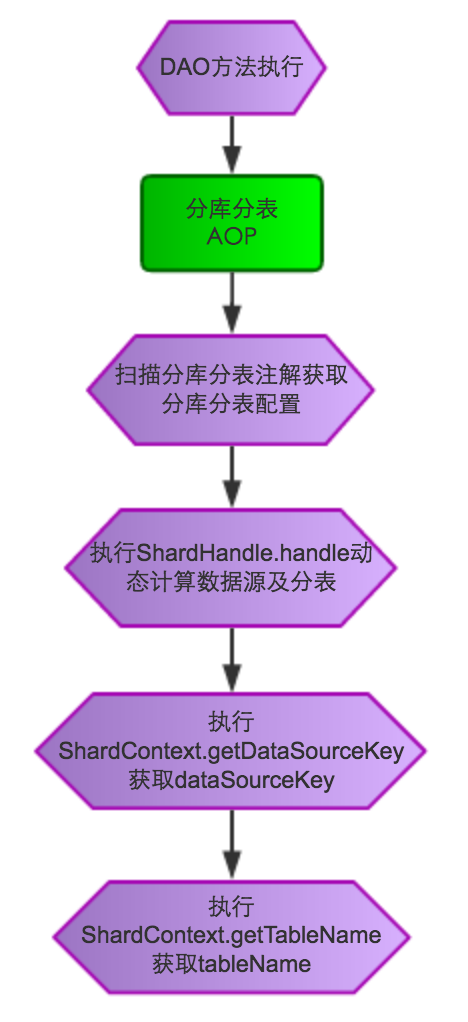 DAO方法执行
分库分表
AOP
扫描分库分表注解获取
分库分表配置
执行ShardHandle.handle动
态计算数据源及分表
执行
ShardContext.getDataSourceKey
获取dataSourceKey
执行
ShardContext.getTableName
获取tableName